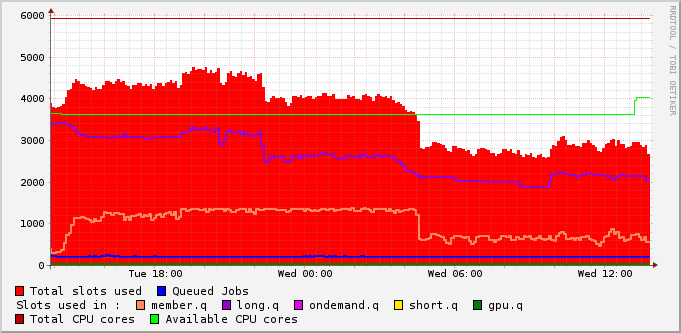 RRDTOOL / TOBI OETIKER
6000
5000
4000
3000
2000
1000
0
Tue 18:00 Wed 00:00 Wed 06:00 Wed 12:00
Total slots used Queued Jobs
Slots used in : member.q long.q ondemand.q short.q gpu.q
Total CPU cores Available CPU cores